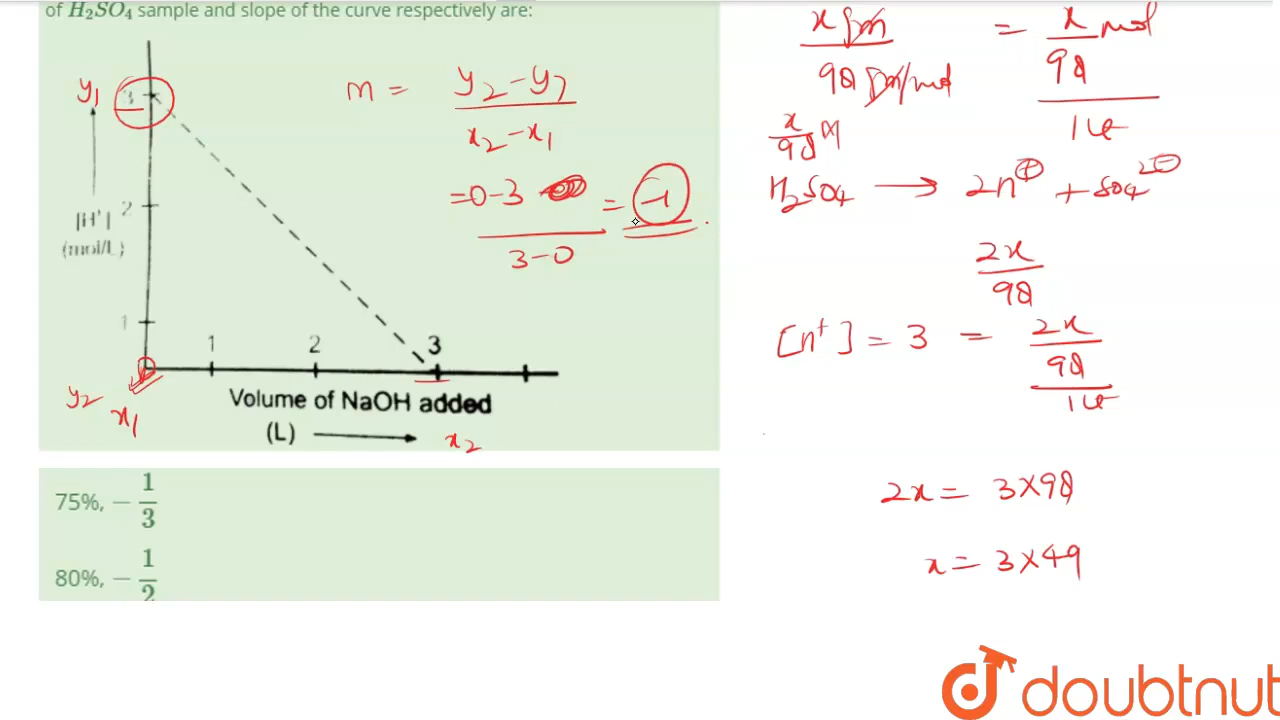 of H₂SO₄ sample and slope of the curve respectively are:
y₁
3
2
[H⁺]
(mol/L)
1
1 2 3
y₂
x₁
Volume of NaOH added
(L)
x₂
m = y₂-y₁ / x₂-x₁
= 0-3 / 3-0 = -1
75%, - 1/3
80%, - 1/2
x gm / 98 gm/mol = x/98 mol / 1L
x/98 M
H₂SO₄ → 2H⁺ + SO₄²⁻
2x/98
[H⁺] = 3 = 2x/98 / 1L
2x = 3×98
x = 3×49
doubtnut